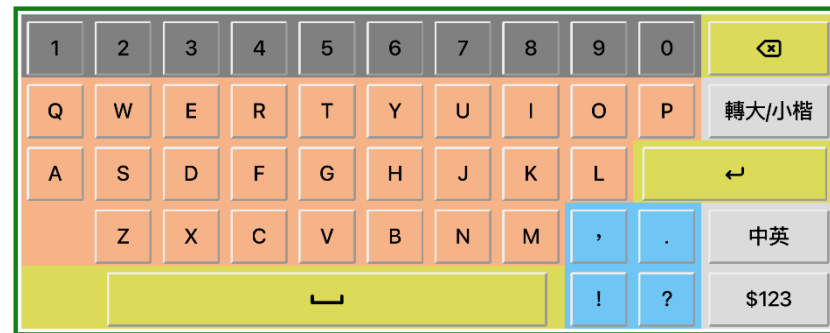 1 2 3 4 5 6 7 8 9 0
Q W E R T Y U I O P 轉大/小楷
A S D F G H J K L
Z X C V B N M , . 中英
! ? $123